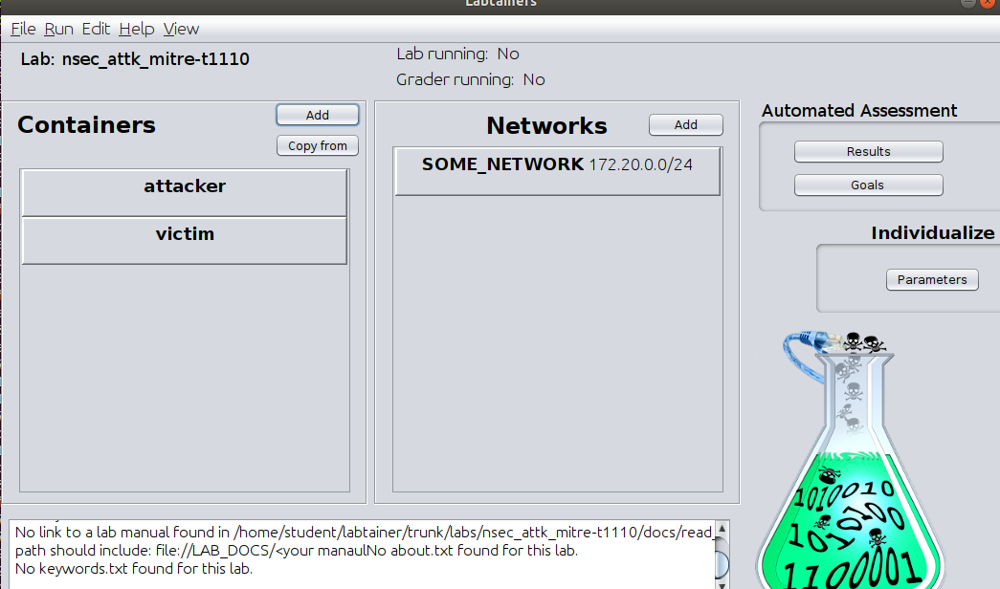 Labtainers
File Run Edit Help View
Lab: nsec_attk_mitre-t1110
Lab running: No
Grader running: No
Containers
Add
Copy from
attacker
victim
Networks
Add
SOME_NETWORK 172.20.0.0/24
Automated Assessment
Results
Goals
Individualize
Parameters
No link to a lab manual found in /home/student/labtainer/trunk/labs/nsec_attk_mitre-t1110/docs/read_
path should include: file://LAB_DOCS/<your manaulNo about.txt found for this lab.
No keywords.txt found for this lab.
1010010
1010100
1100001